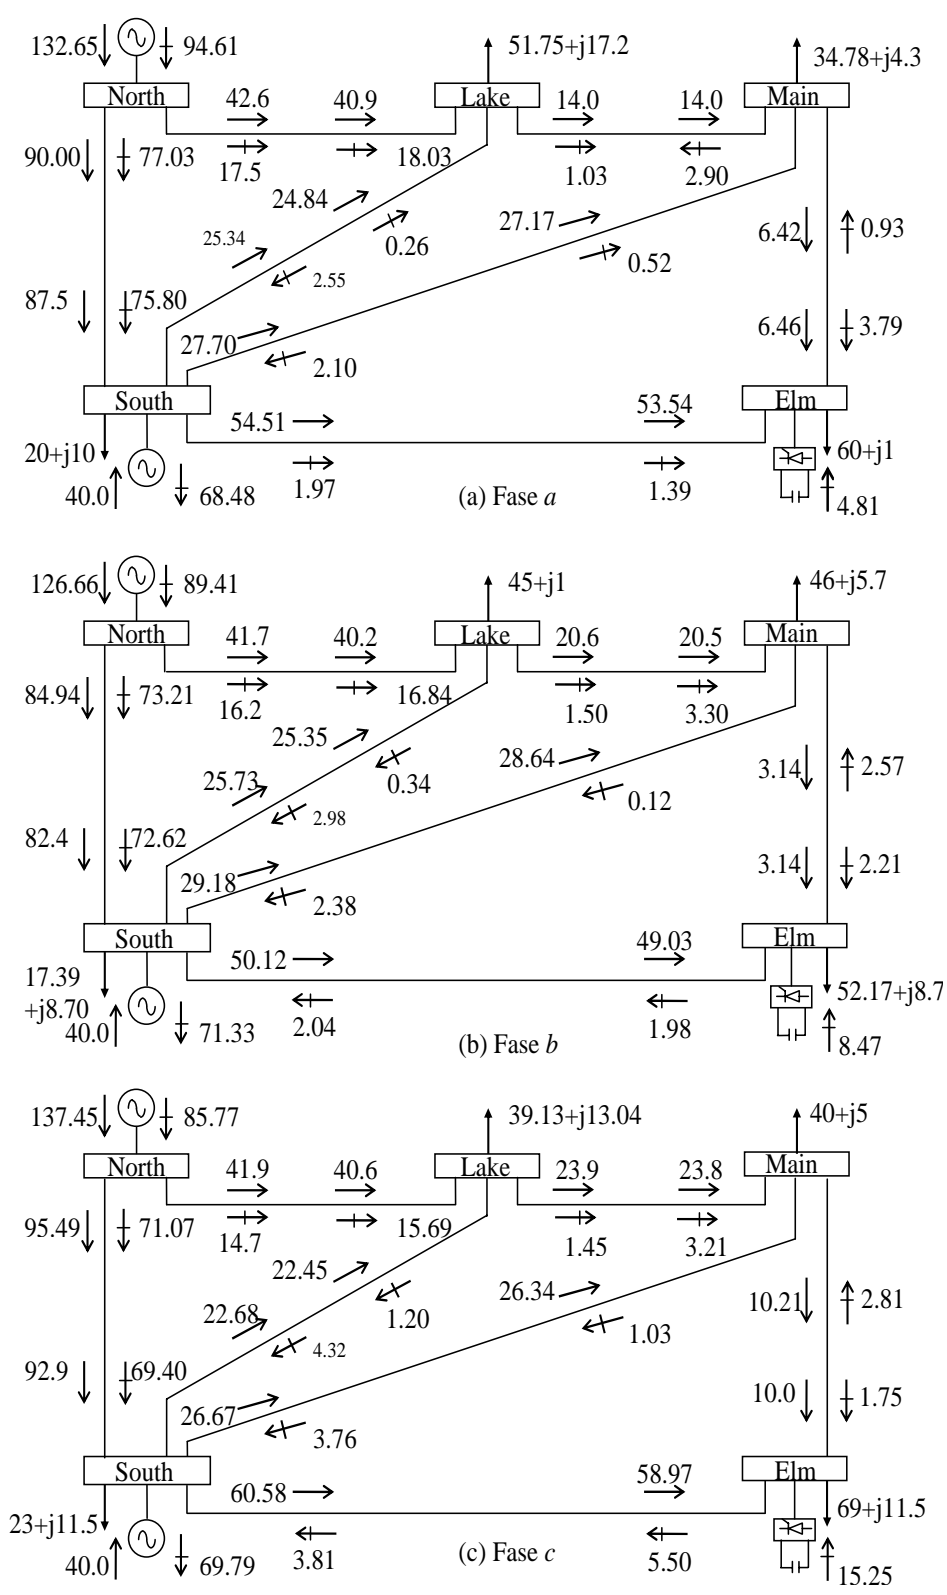 132.65 94.61 51.75+j17.2 34.78+j4.3
North 42.6 40.9 Lake 14.0 14.0 Main
90.00 77.03 17.5 18.03 1.03 2.90
24.84 27.17
25.34 0.26 6.42 0.93
2.55 0.52
87.5 75.80 27.70 2.10 6.46 3.79
South 54.51 53.54 Elm
20+j10 60+j1
40.0 68.48 1.97 1.39 4.81
(a) Fase a
126.66 89.41 45+j1 46+j5.7
North 41.7 40.2 Lake 20.6 20.5 Main
84.94 73.21 16.2 16.84 1.50 3.30
25.35 28.64
25.73 0.34 3.14 2.57
2.98 0.12
82.4 72.62 29.18 2.38 3.14 2.21
South 50.12 49.03 Elm
17.39
+j8.70 52.17+j8.7
40.0 71.33 2.04 1.98 8.47
(b) Fase b
137.45 85.77 39.13+j13.04 40+j5
North 41.9 40.6 Lake 23.9 23.8 Main
95.49 71.07 14.7 15.69 1.45 3.21
22.45 26.34
22.68 1.20 10.21 2.81
4.32 1.03
92.9 69.40 26.67 3.76 10.0 1.75
South 60.58 58.97 Elm
23+j11.5 69+j11.5
40.0 69.79 3.81 5.50 15.25
(c) Fase c